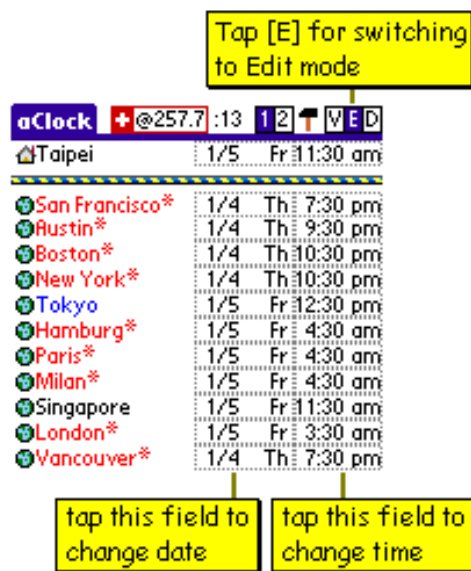 Tap [E] for switching
to Edit mode
aClock +@257.7 :13 1 2 V E D
Taipei 1/5 Fr 11:30 am
San Francisco* 1/4 Th 7:30 pm
Austin* 1/4 Th 9:30 pm
Boston* 1/4 Th 10:30 pm
New York* 1/4 Th 10:30 pm
Tokyo 1/5 Fr 12:30 pm
Hamburg* 1/5 Fr 4:30 am
Paris* 1/5 Fr 4:30 am
Milan* 1/5 Fr 4:30 am
Singapore 1/5 Fr 11:30 am
London* 1/5 Fr 3:30 am
Vancouver* 1/4 Th 7:30 pm
tap this field to
change date
tap this field to
change time